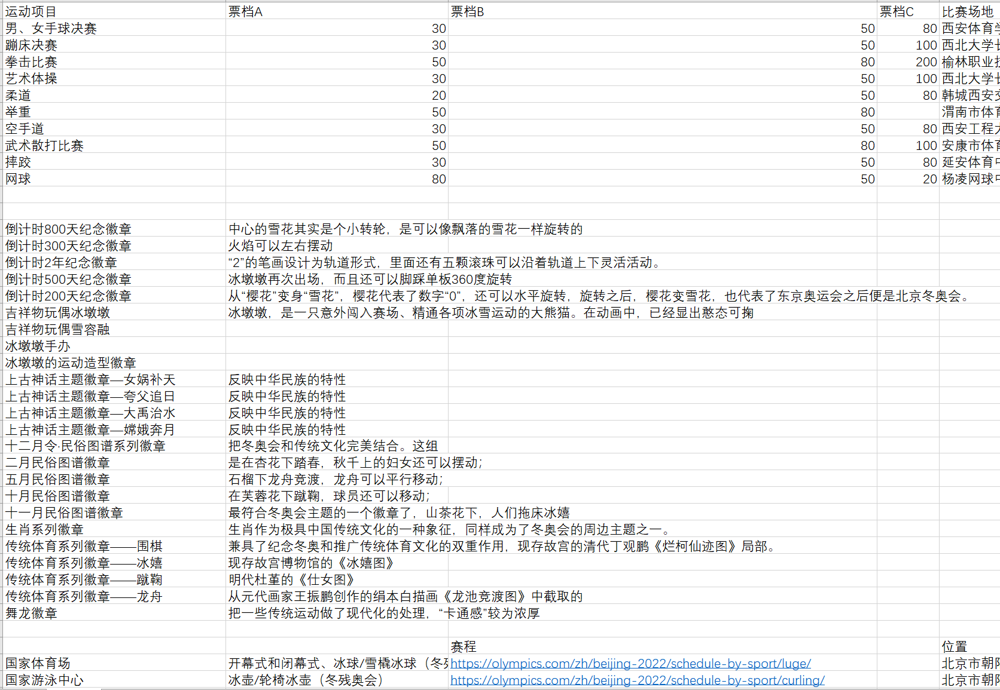 运动项目 票档A 票档B 票档C 比赛场地
男、女手球决赛 30 50 80 西安体育学
蹦床决赛 30 50 100 西北大学长
拳击比赛 50 80 200 榆林职业技
艺术体操 30 50 100 西北大学长
柔道 20 50 80 韩城西安交
举重 50 80 渭南市体育
空手道 30 50 80 西安工程大
武术散打比赛 50 80 100 安康市体育
摔跤 30 50 80 延安体育中
网球 80 50 20 杨凌网球中
倒计时800天纪念徽章 中心的雪花其实是个小转轮，是可以像飘落的雪花一样旋转的
倒计时300天纪念徽章 火焰可以左右摆动
倒计时2年纪念徽章 “2”的笔画设计为轨道形式，里面还有五颗滚珠可以沿着轨道上下灵活活动。
倒计时500天纪念徽章 冰墩墩再次出场，而且还可以脚踩单板360度旋转
倒计时200天纪念徽章 从“樱花”变身“雪花”，樱花代表了数字“0”，还可以水平旋转，旋转之后，樱花变雪花，也代表了东京奥运会之后便是北京冬奥会。
吉祥物玩偶冰墩墩 冰墩墩，是一只意外闯入赛场、精通各项冰雪运动的大熊猫。在动画中，已经显出憨态可掬
吉祥物玩偶雪容融
冰墩墩手办
冰墩墩的运动造型徽章
上古神话主题徽章—女娲补天 反映中华民族的特性
上古神话主题徽章—夸父追日 反映中华民族的特性
上古神话主题徽章—大禹治水 反映中华民族的特性
上古神话主题徽章—嫦娥奔月 反映中华民族的特性
十二月令·民俗图谱系列徽章 把冬奥会和传统文化完美结合。这组
二月民俗图谱徽章 是在杏花下踏春，秋千上的妇女还可以摆动；
五月民俗图谱徽章 石榴下龙舟竞渡，龙舟可以平行移动；
十月民俗图谱徽章 在芙蓉花下蹴鞠，球员还可以移动；
十一月民俗图谱徽章 最符合冬奥会主题的一个徽章了，山茶花下，人们拖床冰嬉
生肖系列徽章 生肖作为极具中国传统文化的一种象征，同样成为了冬奥会的周边主题之一。
传统体育系列徽章——围棋 兼具了纪念冬奥和推广传统体育文化的双重作用，现存故宫的清代丁观鹏《烂柯仙迹图》局部。
传统体育系列徽章——冰嬉 现存故宫博物馆的《冰嬉图》
传统体育系列徽章——蹴鞠 明代杜堇的《仕女图》
传统体育系列徽章——龙舟 从元代画家王振鹏创作的绢本白描画《龙池竞渡图》中截取的
舞龙徽章 把一些传统运动做了现代化的处理，“卡通感”较为浓厚
赛程 位置
国家体育场 开幕式和闭幕式、冰球/雪橇冰球（冬残 https://olympics.com/zh/beijing-2022/schedule-by-sport/luge/ 北京市朝阳
国家游泳中心 冰壶/轮椅冰壶（冬残奥会） https://olympics.com/zh/beijing-2022/schedule-by-sport/curling/ 北京市朝阳